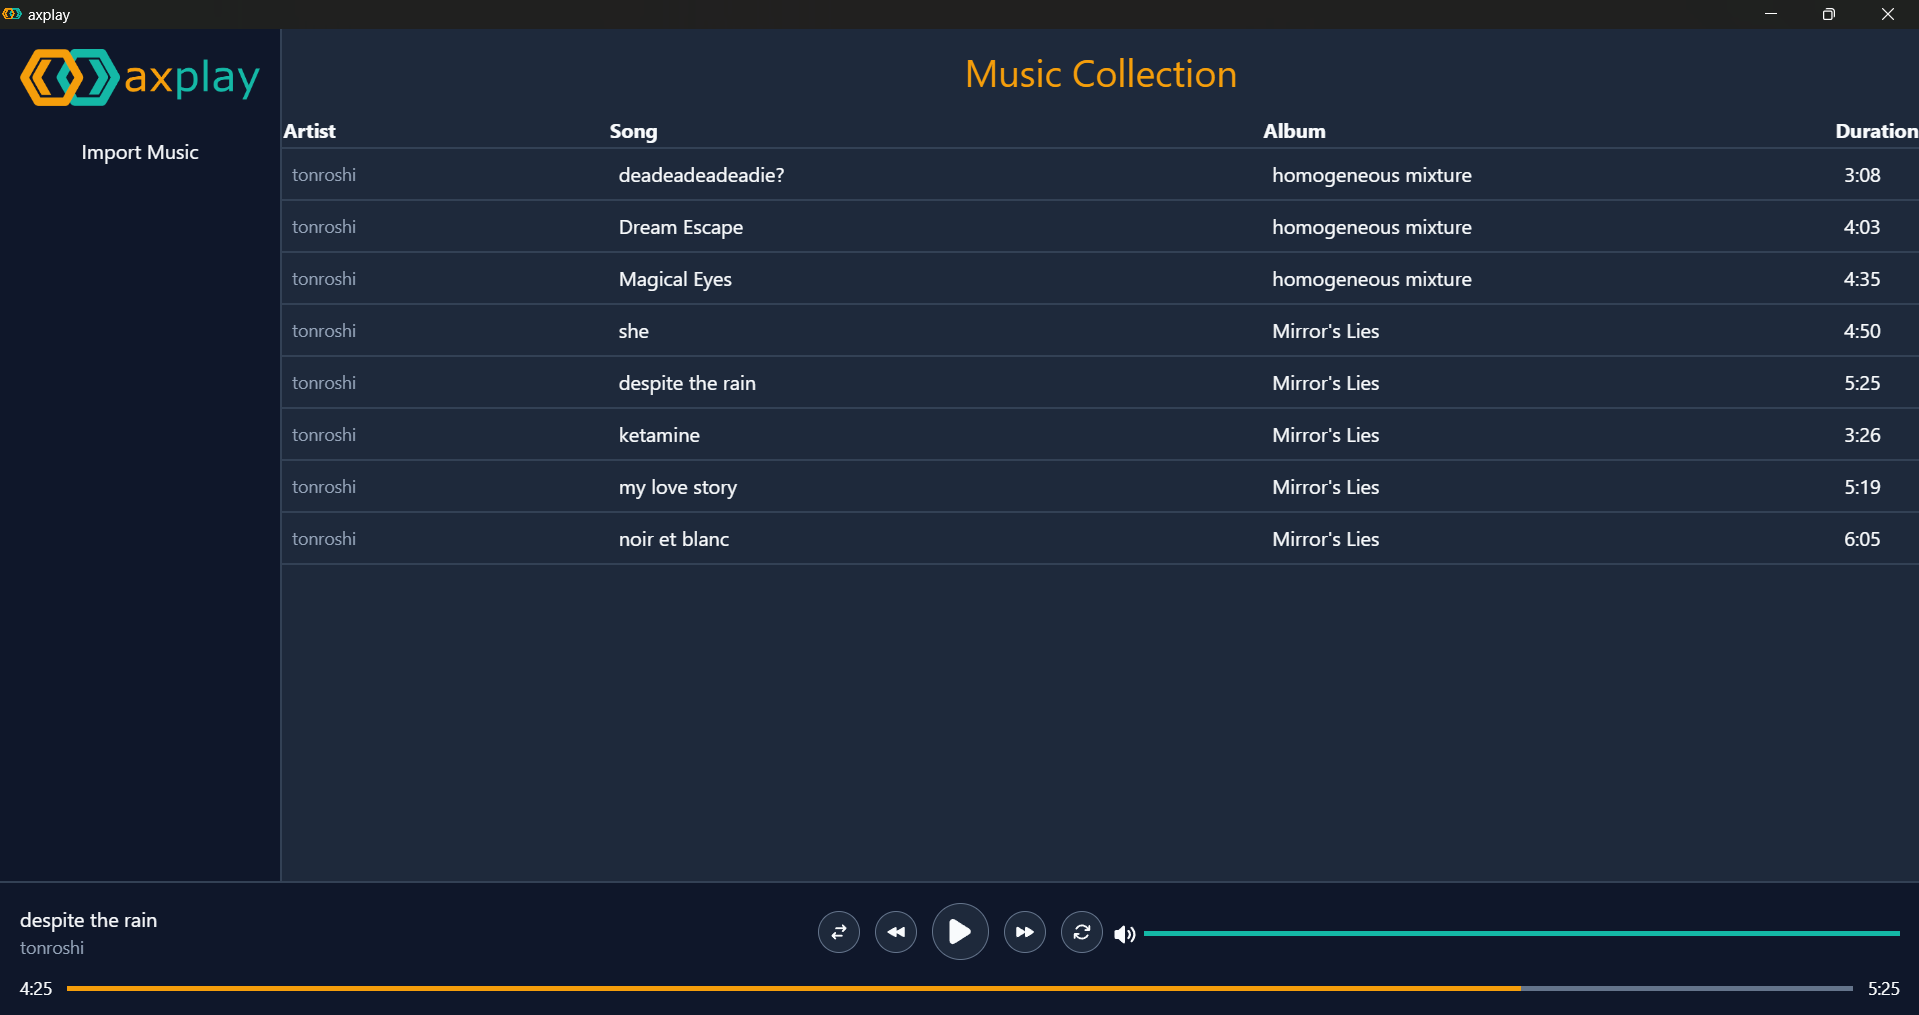 axplay
axplay
Import Music
Music Collection
Artist Song Album Duration
tonroshi deadeadeadeadie? homogeneous mixture 3:08
tonroshi Dream Escape homogeneous mixture 4:03
tonroshi Magical Eyes homogeneous mixture 4:35
tonroshi she Mirror's Lies 4:50
tonroshi despite the rain Mirror's Lies 5:25
tonroshi ketamine Mirror's Lies 3:26
tonroshi my love story Mirror's Lies 5:19
tonroshi noir et blanc Mirror's Lies 6:05
despite the rain
tonroshi
4:25 5:25